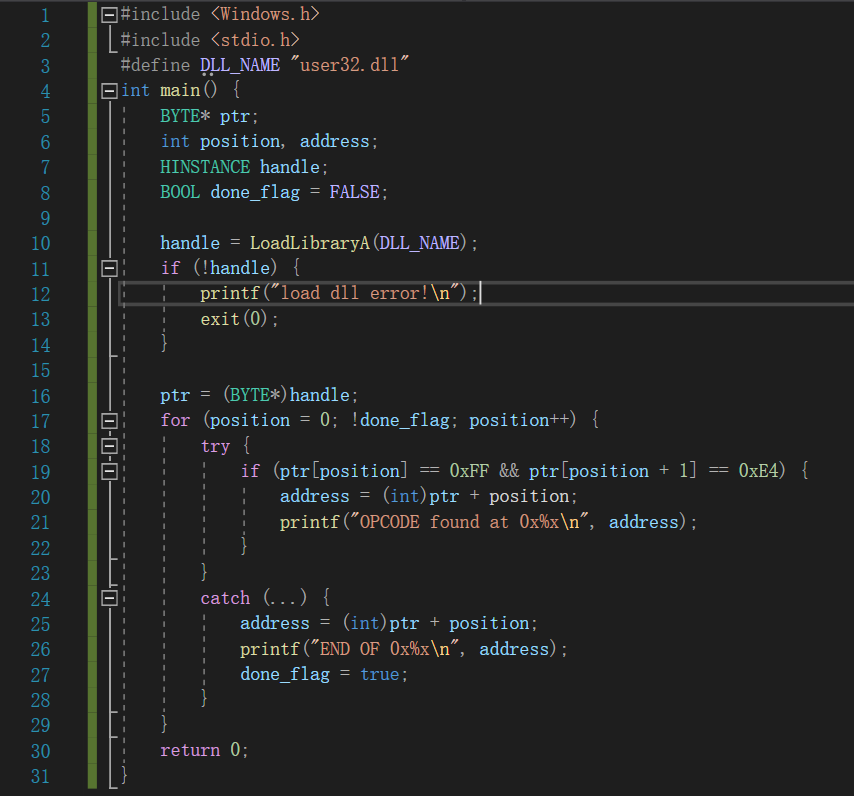 1 #include <Windows.h>
2 #include <stdio.h>
3 #define DLL_NAME "user32.dll"
4 int main() {
5     BYTE* ptr;
6     int position, address;
7     HINSTANCE handle;
8     BOOL done_flag = FALSE;
9
10     handle = LoadLibraryA(DLL_NAME);
11     if (!handle) {
12         printf("load dll error!\n");
13         exit(0);
14     }
15
16     ptr = (BYTE*)handle;
17     for (position = 0; !done_flag; position++) {
18         try {
19             if (ptr[position] == 0xFF && ptr[position + 1] == 0xE4) {
20                 address = (int)ptr + position;
21                 printf("OPCODE found at 0x%x\n", address);
22             }
23         }
24         catch (...) {
25             address = (int)ptr + position;
26             printf("END OF 0x%x\n", address);
27             done_flag = true;
28         }
29     }
30     return 0;
31 }